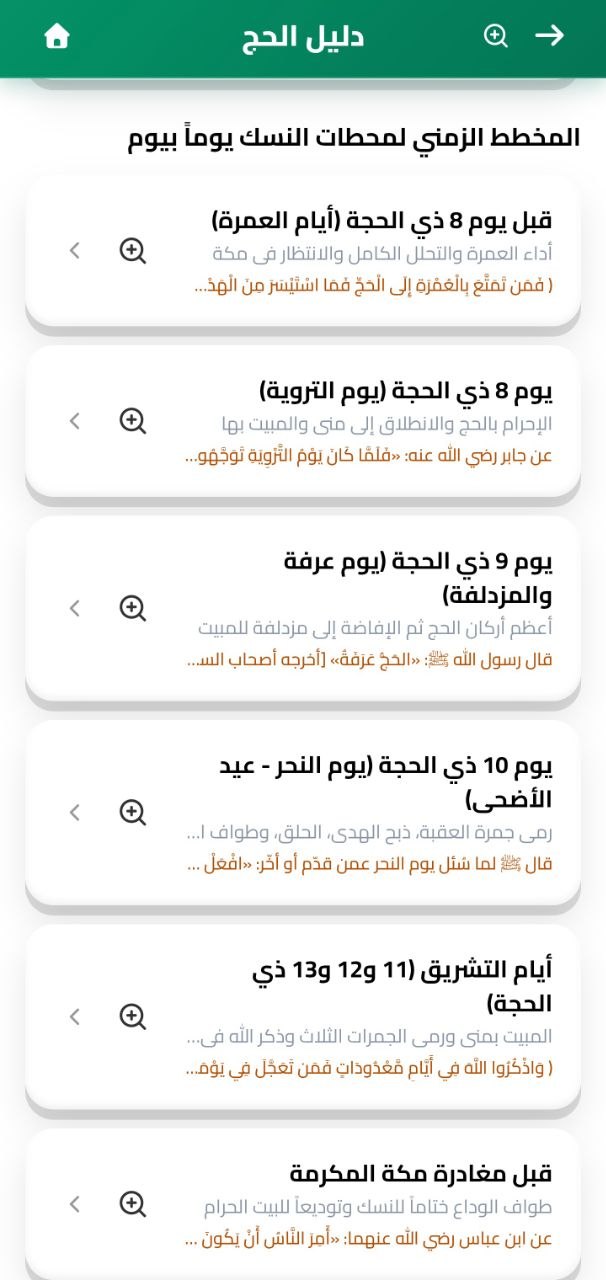 دليل الحج
المخطط الزمني لمحطات النسك يوماً بيوم
قبل يوم 8 ذي الحجة (أيام العمرة)
أداء العمرة والتحلل الكامل والانتظار في مكة
( فَمَن تَمَتَّعَ بِالْعُمْرَةِ إِلَى الْحَجِّ فَمَا اسْتَيْسَرَ مِنَ الْهَدْ...
يوم 8 ذي الحجة (يوم التروية)
الإحرام بالحج والانطلاق إلى منى والمبيت بها
عن جابر رضي الله عنه: «فَلَمَّا كَانَ يَوْمُ التَّرْوِيَةِ تَوَجَّهُو...
يوم 9 ذي الحجة (يوم عرفة
والمزدلفة)
أعظم أركان الحج ثم الإفاضة إلى مزدلفة للمبيت
قال رسول الله ﷺ: «الحَجُّ عَرَفَةُ» [أخرجه أصحاب الس...
يوم 10 ذي الحجة (يوم النحر - عيد
الأضحى)
رمي جمرة العقبة، ذبح الهدي، الحلق، وطواف ا...
قال ﷺ لما سُئل يوم النحر عمن قدّم أو أخّر: «افْعَلْ ...
أيام التشريق (11 و12 و13 ذي
الحجة)
المبيت بمنى ورمي الجمرات الثلاث وذكر الله في...
( وَاذْكُرُوا اللَّهَ فِي أَيَّامٍ مَّعْدُودَاتٍ فَمَن تَعَجَّلَ فِي يَوْمَ...
قبل مغادرة مكة المكرمة
طواف الوداع ختاماً للنسك وتوديعاً للبيت الحرام
عن ابن عباس رضي الله عنهما: «أُمِرَ النَّاسُ أَنْ يَكُونَ ...